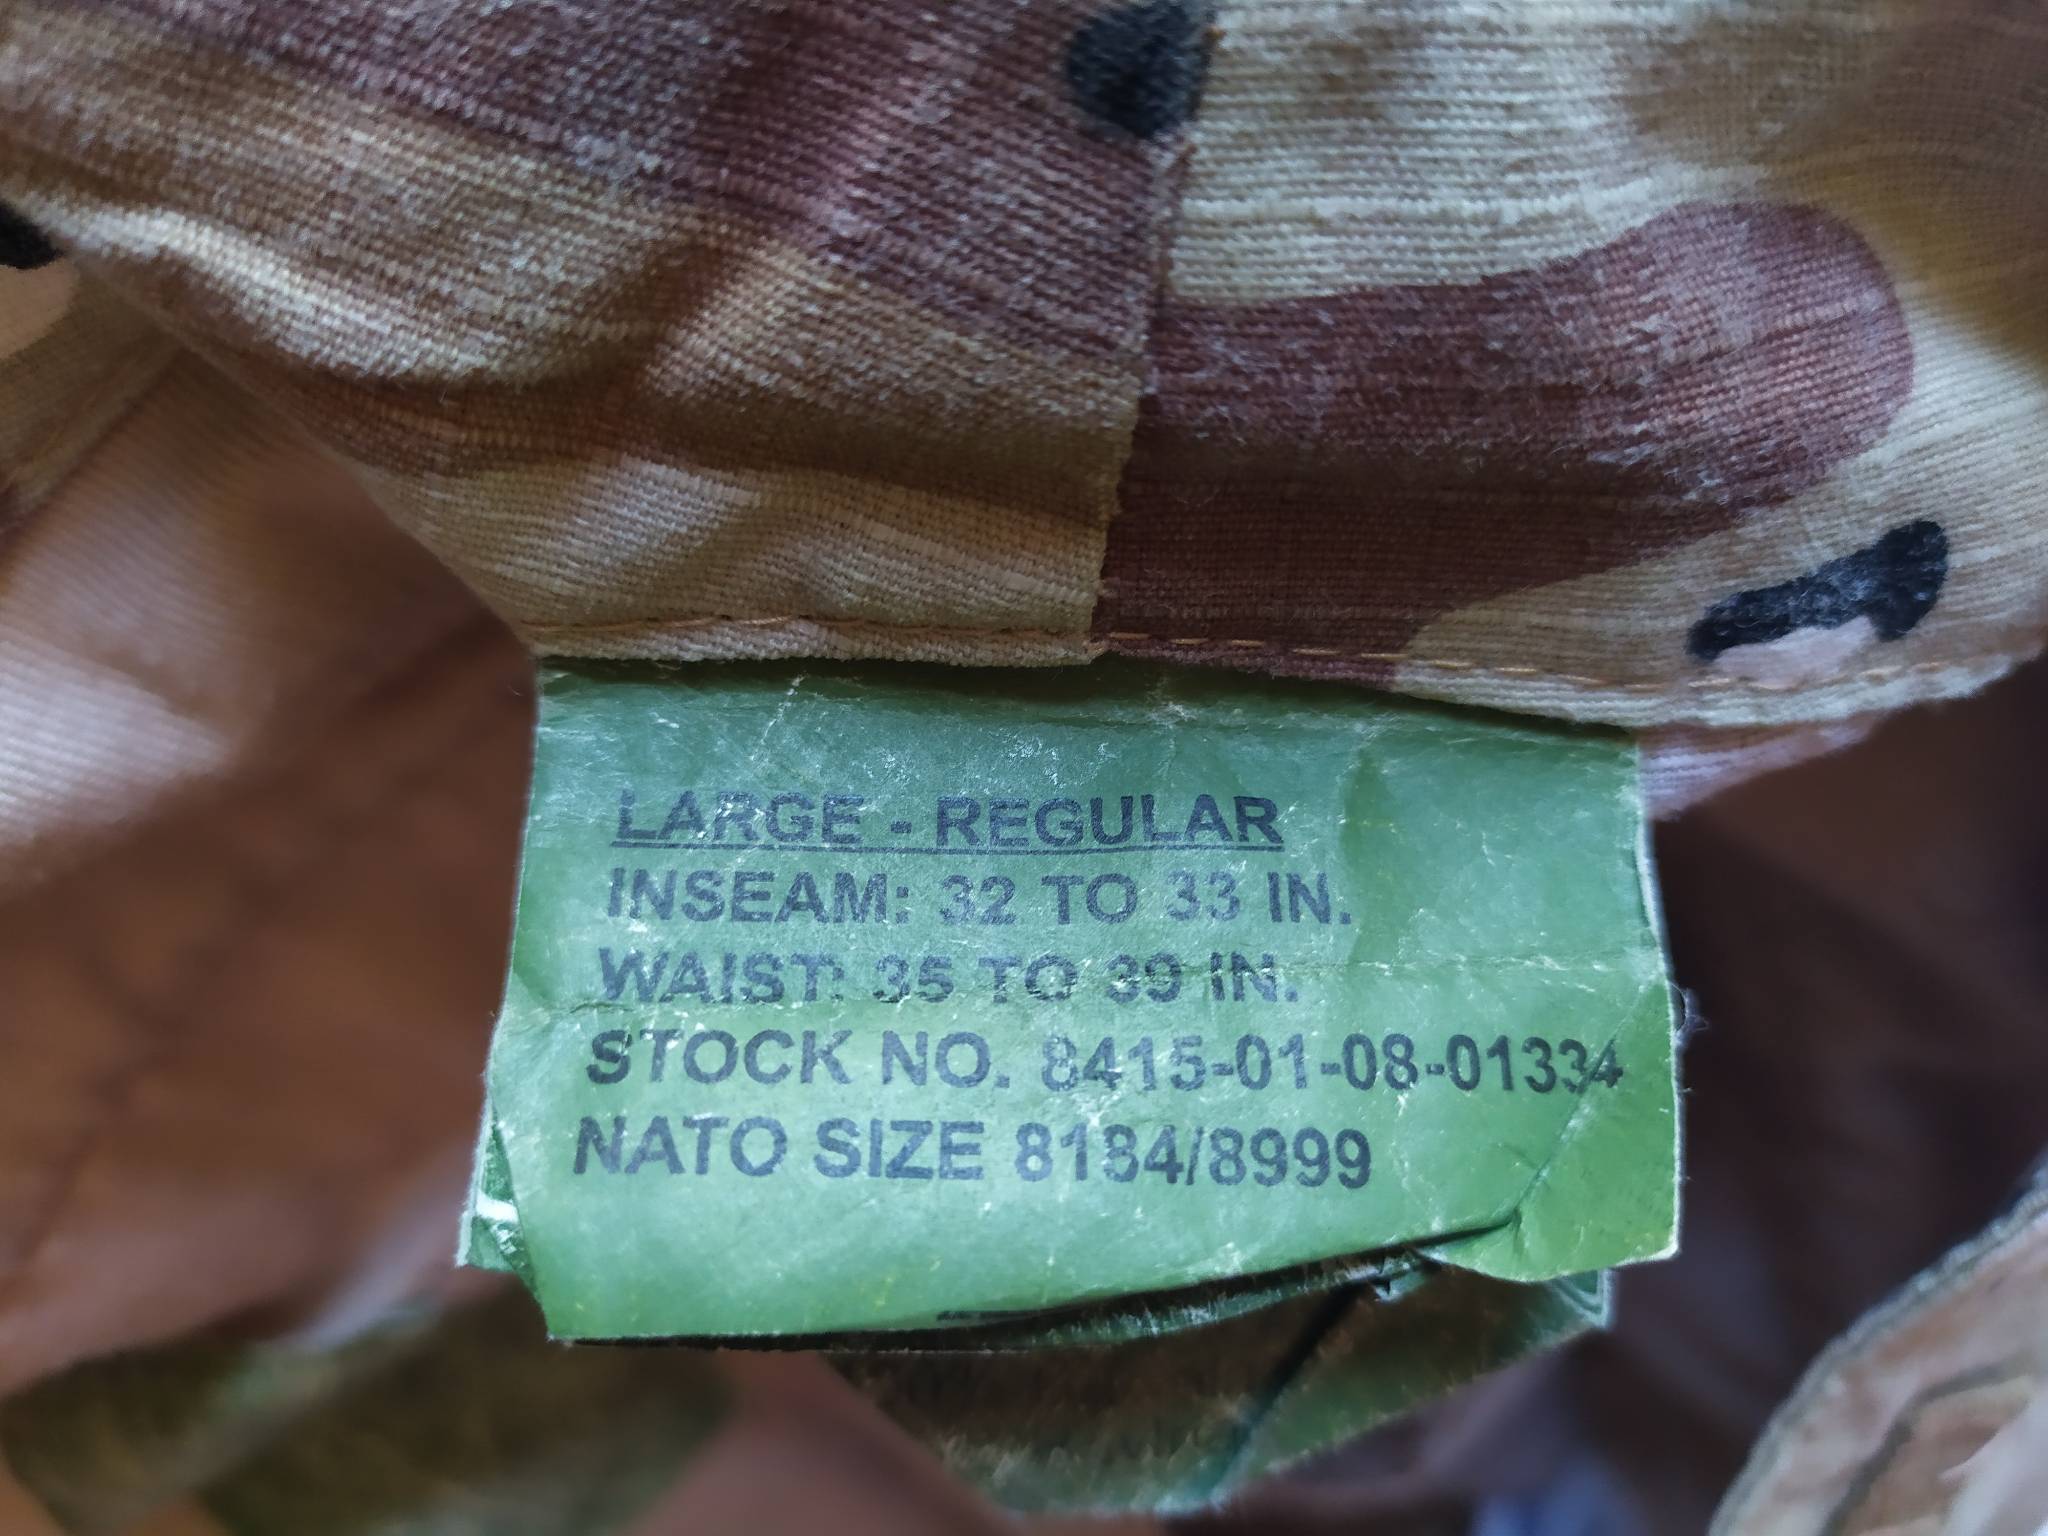 LARGE - REGULAR
INSEAM: 32 TO 33 IN.
WAIST: 35 TO 39 IN.
STOCK NO. 8415-01-08-01334
NATO SIZE 8184/8999